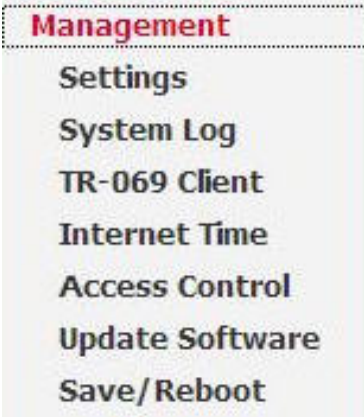 Management
Settings
System Log
TR-069 Client
Internet Time
Access Control
Update Software
Save/Reboot